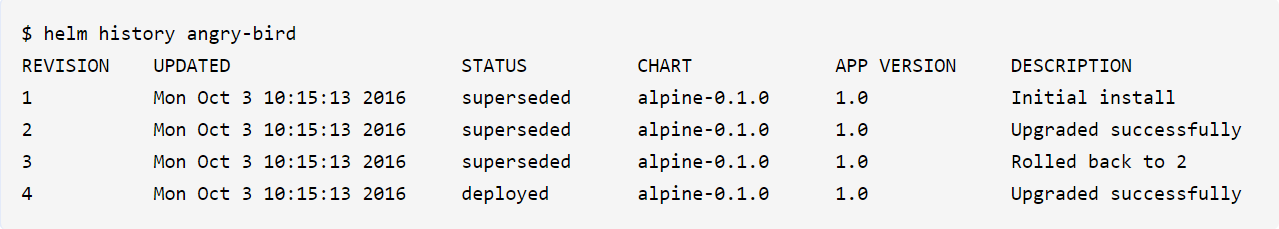 $ helm history angry-bird
REVISION    UPDATED                     STATUS          CHART             APP VERSION     DESCRIPTION
1           Mon Oct 3 10:15:13 2016     superseded      alpine-0.1.0      1.0             Initial install
2           Mon Oct 3 10:15:13 2016     superseded      alpine-0.1.0      1.0             Upgraded successfully
3           Mon Oct 3 10:15:13 2016     superseded      alpine-0.1.0      1.0             Rolled back to 2
4           Mon Oct 3 10:15:13 2016     deployed        alpine-0.1.0      1.0             Upgraded successfully